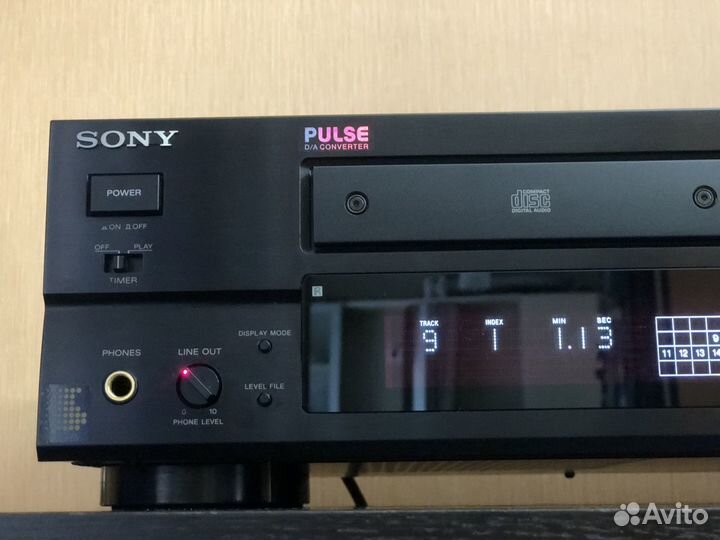 SONY
PULSE
D/A CONVERTER
POWER
ON OFF
OFF PLAY
TIMER
COMPACT
disc
DIGITAL AUDIO
R
TRACK INDEX MIN SEC
9 1 1.13
9
11 12 13 14
DISPLAY MODE
PHONES LINE OUT
LEVEL FILE
0 10
PHONE LEVEL
Avito